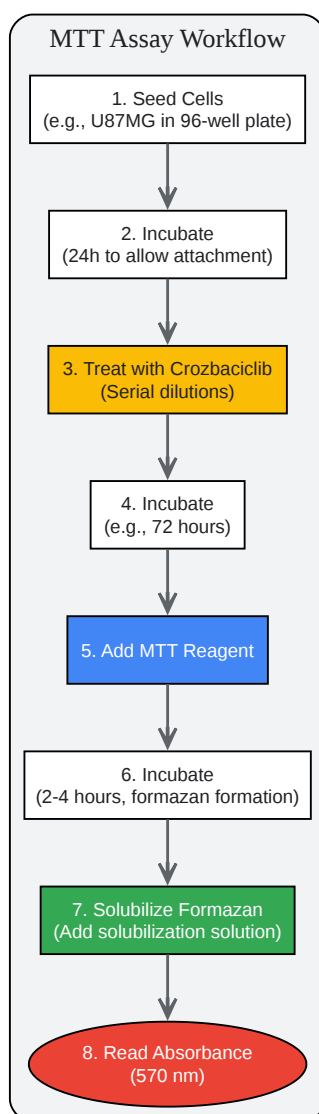 MTT Assay Workflow
1. Seed Cells
(e.g., U87MG in 96-well plate)
2. Incubate
(24h to allow attachment)
3. Treat with Crozbaciclib
(Serial dilutions)
4. Incubate
(e.g., 72 hours)
5. Add MTT Reagent
6. Incubate
(2-4 hours, formazan formation)
7. Solubilize Formazan
(Add solubilization solution)
8. Read Absorbance
(570 nm)